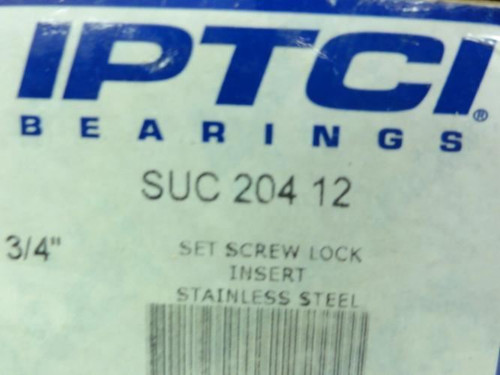 IPTCI®
BEARINGS
SUC 204 12
3/4" SET SCREW LOCK
INSERT
STAINLESS STEEL